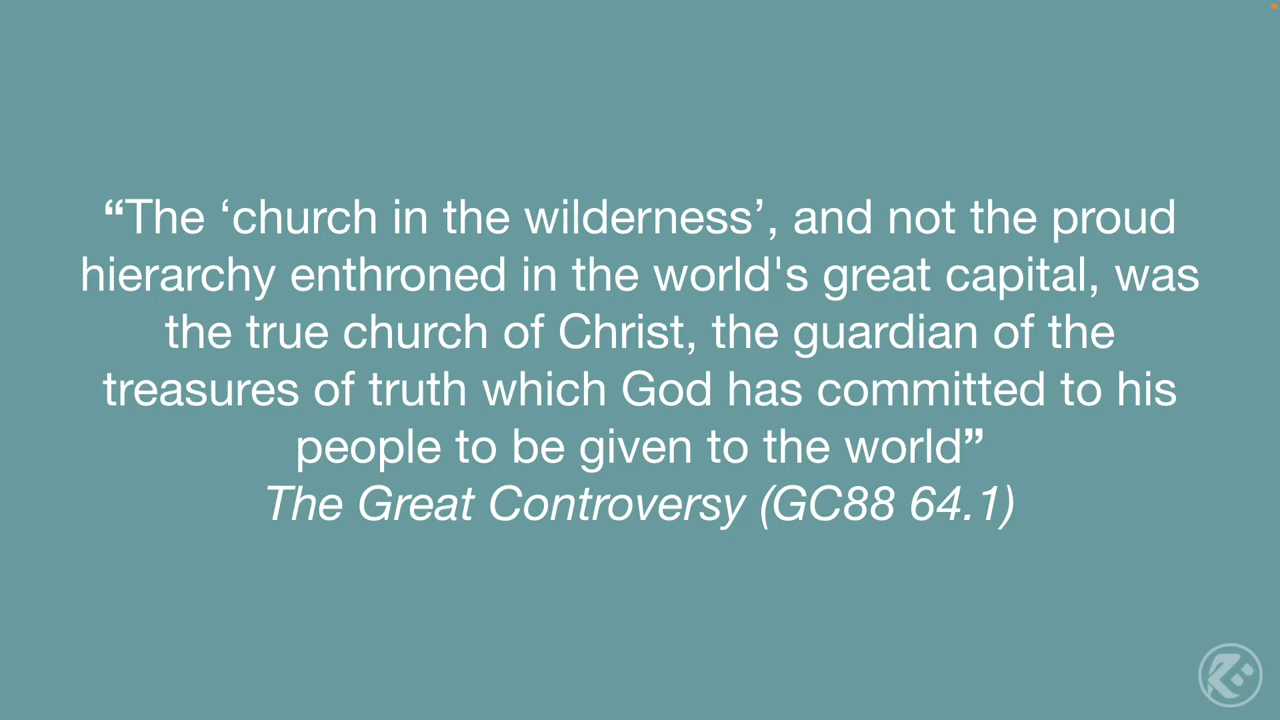 “The ‘church in the wilderness’, and not the proud
hierarchy enthroned in the world's great capital, was
the true church of Christ, the guardian of the
treasures of truth which God has committed to his
people to be given to the world”
The Great Controversy (GC88 64.1)